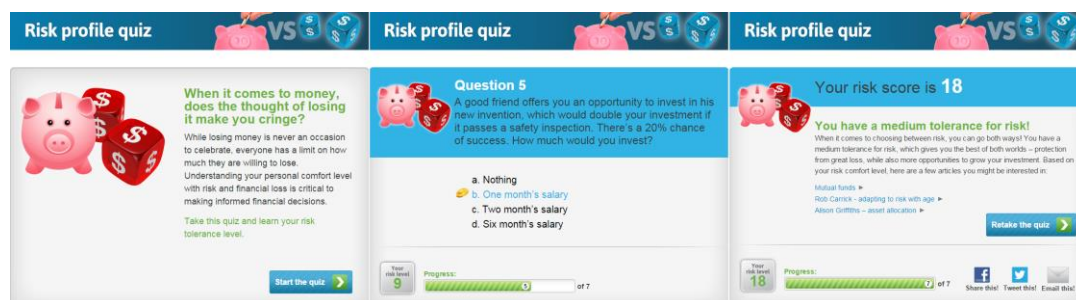 Risk profile quiz
VS
$
$
$
$
When it comes to money,
does the thought of losing
it make you cringe?
While losing money is never an occasion
to celebrate, everyone has a limit on how
much they are willing to lose.
Understanding your personal comfort level
with risk and financial loss is critical to
making informed financial decisions.
Take this quiz and learn your risk
tolerance level.
Start the quiz
Risk profile quiz
VS
Question 5
A good friend offers you an opportunity to invest in his
new invention, which would double your investment if
it passes a safety inspection. There's a 20% chance
of success. How much would you invest?
a. Nothing
b. One month's salary
c. Two month's salary
d. Six month's salary
Your
risk level
9
Progress:
5
of 7
Risk profile quiz
VS
Your risk score is 18
You have a medium tolerance for risk!
When it comes to choosing between risk, you can go both ways! You have a
medium tolerance for risk, which gives you the best of both worlds – protection
from great loss, while also more opportunities to grow your investment. Based on
your risk comfort level, here are a few articles you might be interested in:
Mutual funds
Rob Carrick - adapting to risk with age
Alison Griffiths – asset allocation
Retake the quiz
Your
risk level
18
Progress:
7
of 7
Share this! Tweet this! Email this!